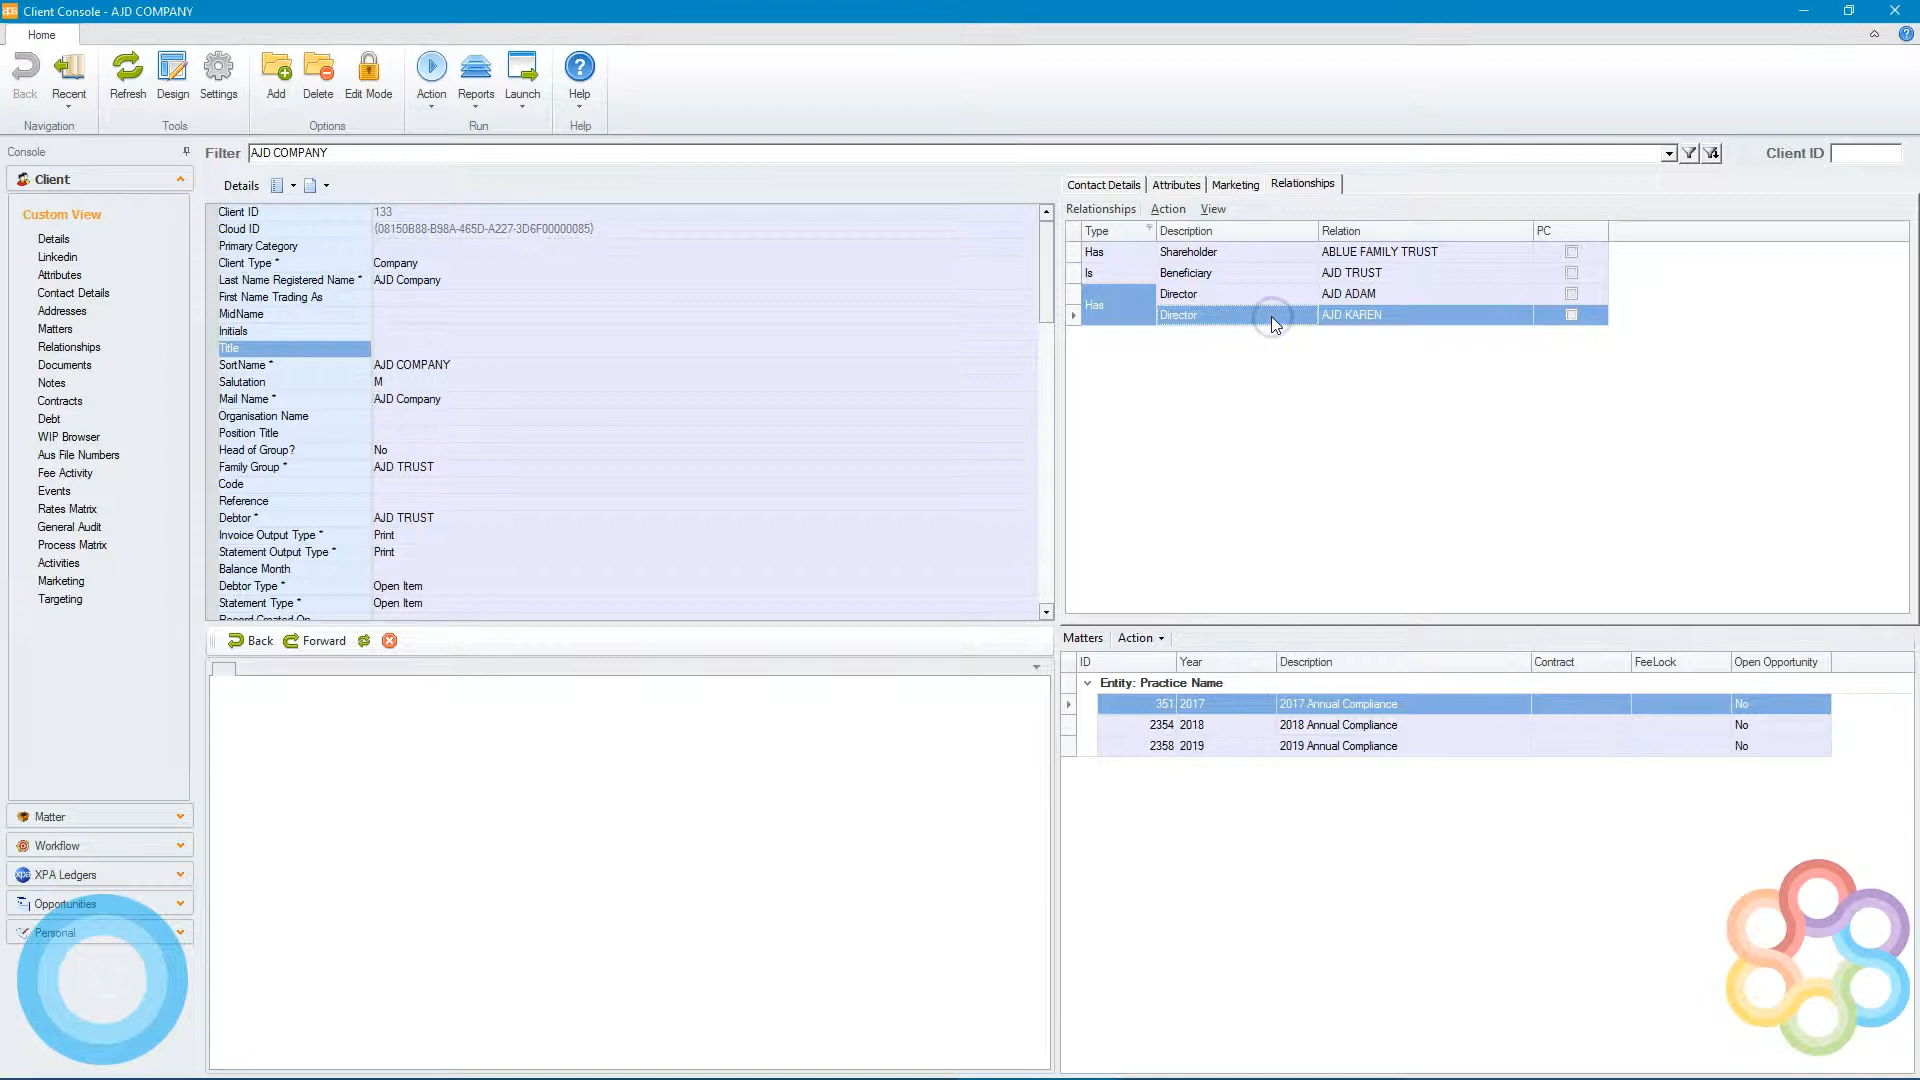 aps Client Console - AJD COMPANY
Home
Back
Recent
Refresh
Design
Settings
Add
Delete
Edit Mode
Action
Reports
Launch
Help
Navigation
Tools
Options
Run
Help
Console
Client
Custom View
Details
Linkedin
Attributes
Contact Details
Addresses
Matters
Relationships
Documents
Notes
Contracts
Debt
WIP Browser
Aus File Numbers
Fee Activity
Events
Rates Matrix
General Audit
Process Matrix
Activities
Marketing
Targeting
Matter
Workflow
xpa XPA Ledgers
Opportunities
Personal
Filter AJD COMPANY
Client ID
Details
Client ID 133
Cloud ID {08150B88-B98A-465D-A227-3D6F00000085}
Primary Category
Client Type * Company
Last Name Registered Name * AJD Company
First Name Trading As
MidName
Initials
Title
SortName * AJD COMPANY
Salutation M
Mail Name * AJD Company
Organisation Name
Position Title
Head of Group? No
Family Group * AJD TRUST
Code
Reference
Debtor * AJD TRUST
Invoice Output Type * Print
Statement Output Type * Print
Balance Month
Debtor Type * Open Item
Statement Type * Open Item
Record Created On
Back Forward
Contact Details Attributes Marketing Relationships
Relationships Action View
Type Description Relation PC
Has Shareholder ABLUE FAMILY TRUST
Is Beneficiary AJD TRUST
Has Director AJD ADAM
Director AJD KAREN
Matters Action
ID Year Description Contract FeeLock Open Opportunity
Entity: Practice Name
351 2017 2017 Annual Compliance No
2354 2018 2018 Annual Compliance No
2358 2019 2019 Annual Compliance No